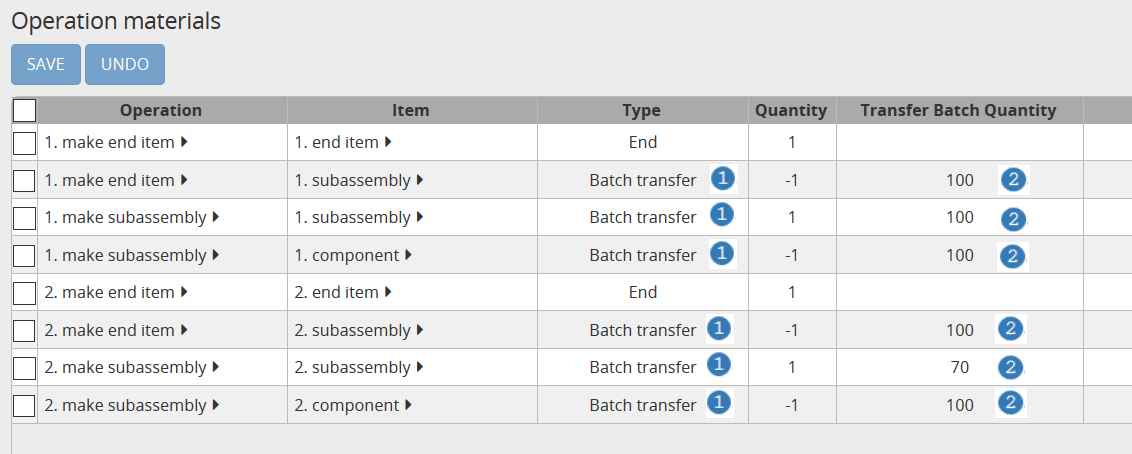 Operation materials
SAVE UNDO
Operation Item Type Quantity Transfer Batch Quantity
1. make end item 1. end item End 1
1. make end item 1. subassembly Batch transfer 1 -1 100 2
1. make subassembly 1. subassembly Batch transfer 1 1 100 2
1. make subassembly 1. component Batch transfer 1 -1 100 2
2. make end item 2. end item End 1
2. make end item 2. subassembly Batch transfer 1 -1 100 2
2. make subassembly 2. subassembly Batch transfer 1 1 70 2
2. make subassembly 2. component Batch transfer 1 -1 100 2